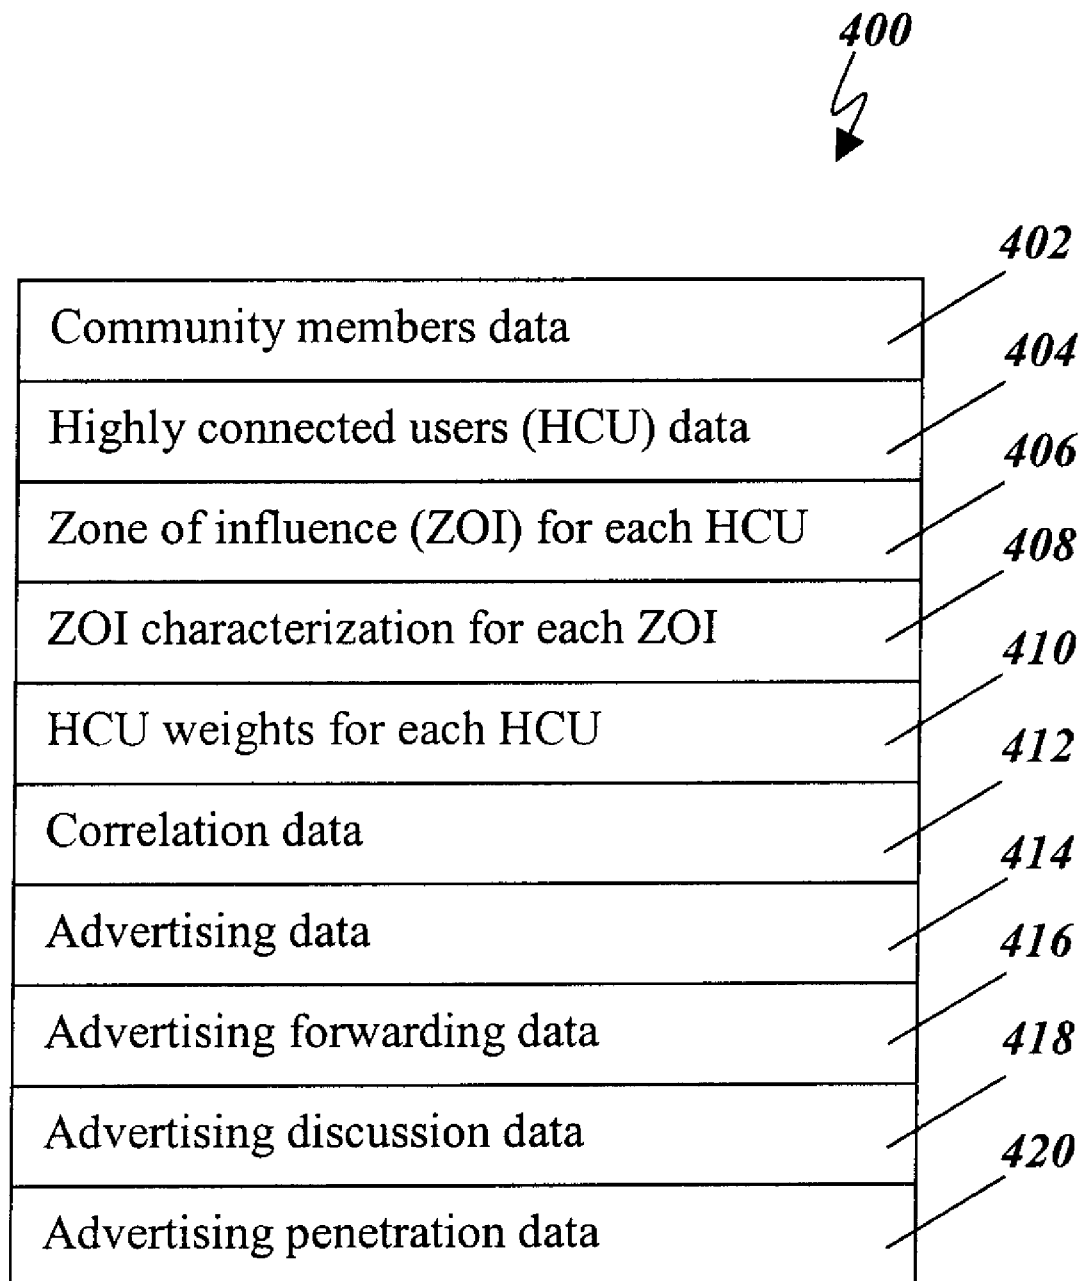 400
402
Community members data
404
Highly connected users (HCU) data
406
Zone of influence (ZOI) for each HCU
408
ZOI characterization for each ZOI
410
HCU weights for each HCU
412
Correlation data
414
Advertising data
416
Advertising forwarding data
418
Advertising discussion data
420
Advertising penetration data